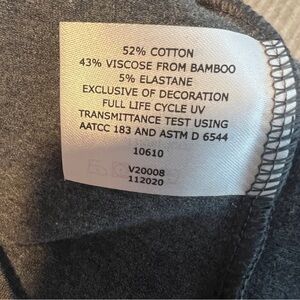 52% COTTON
43% VISCOSE FROM BAMBOO
5% ELASTANE
EXCLUSIVE OF DECORATION
FULL LIFE CYCLE UV
TRANSMITTANCE TEST USING
AATCC 183 AND ASTM D 6544
10610
V20008
112020